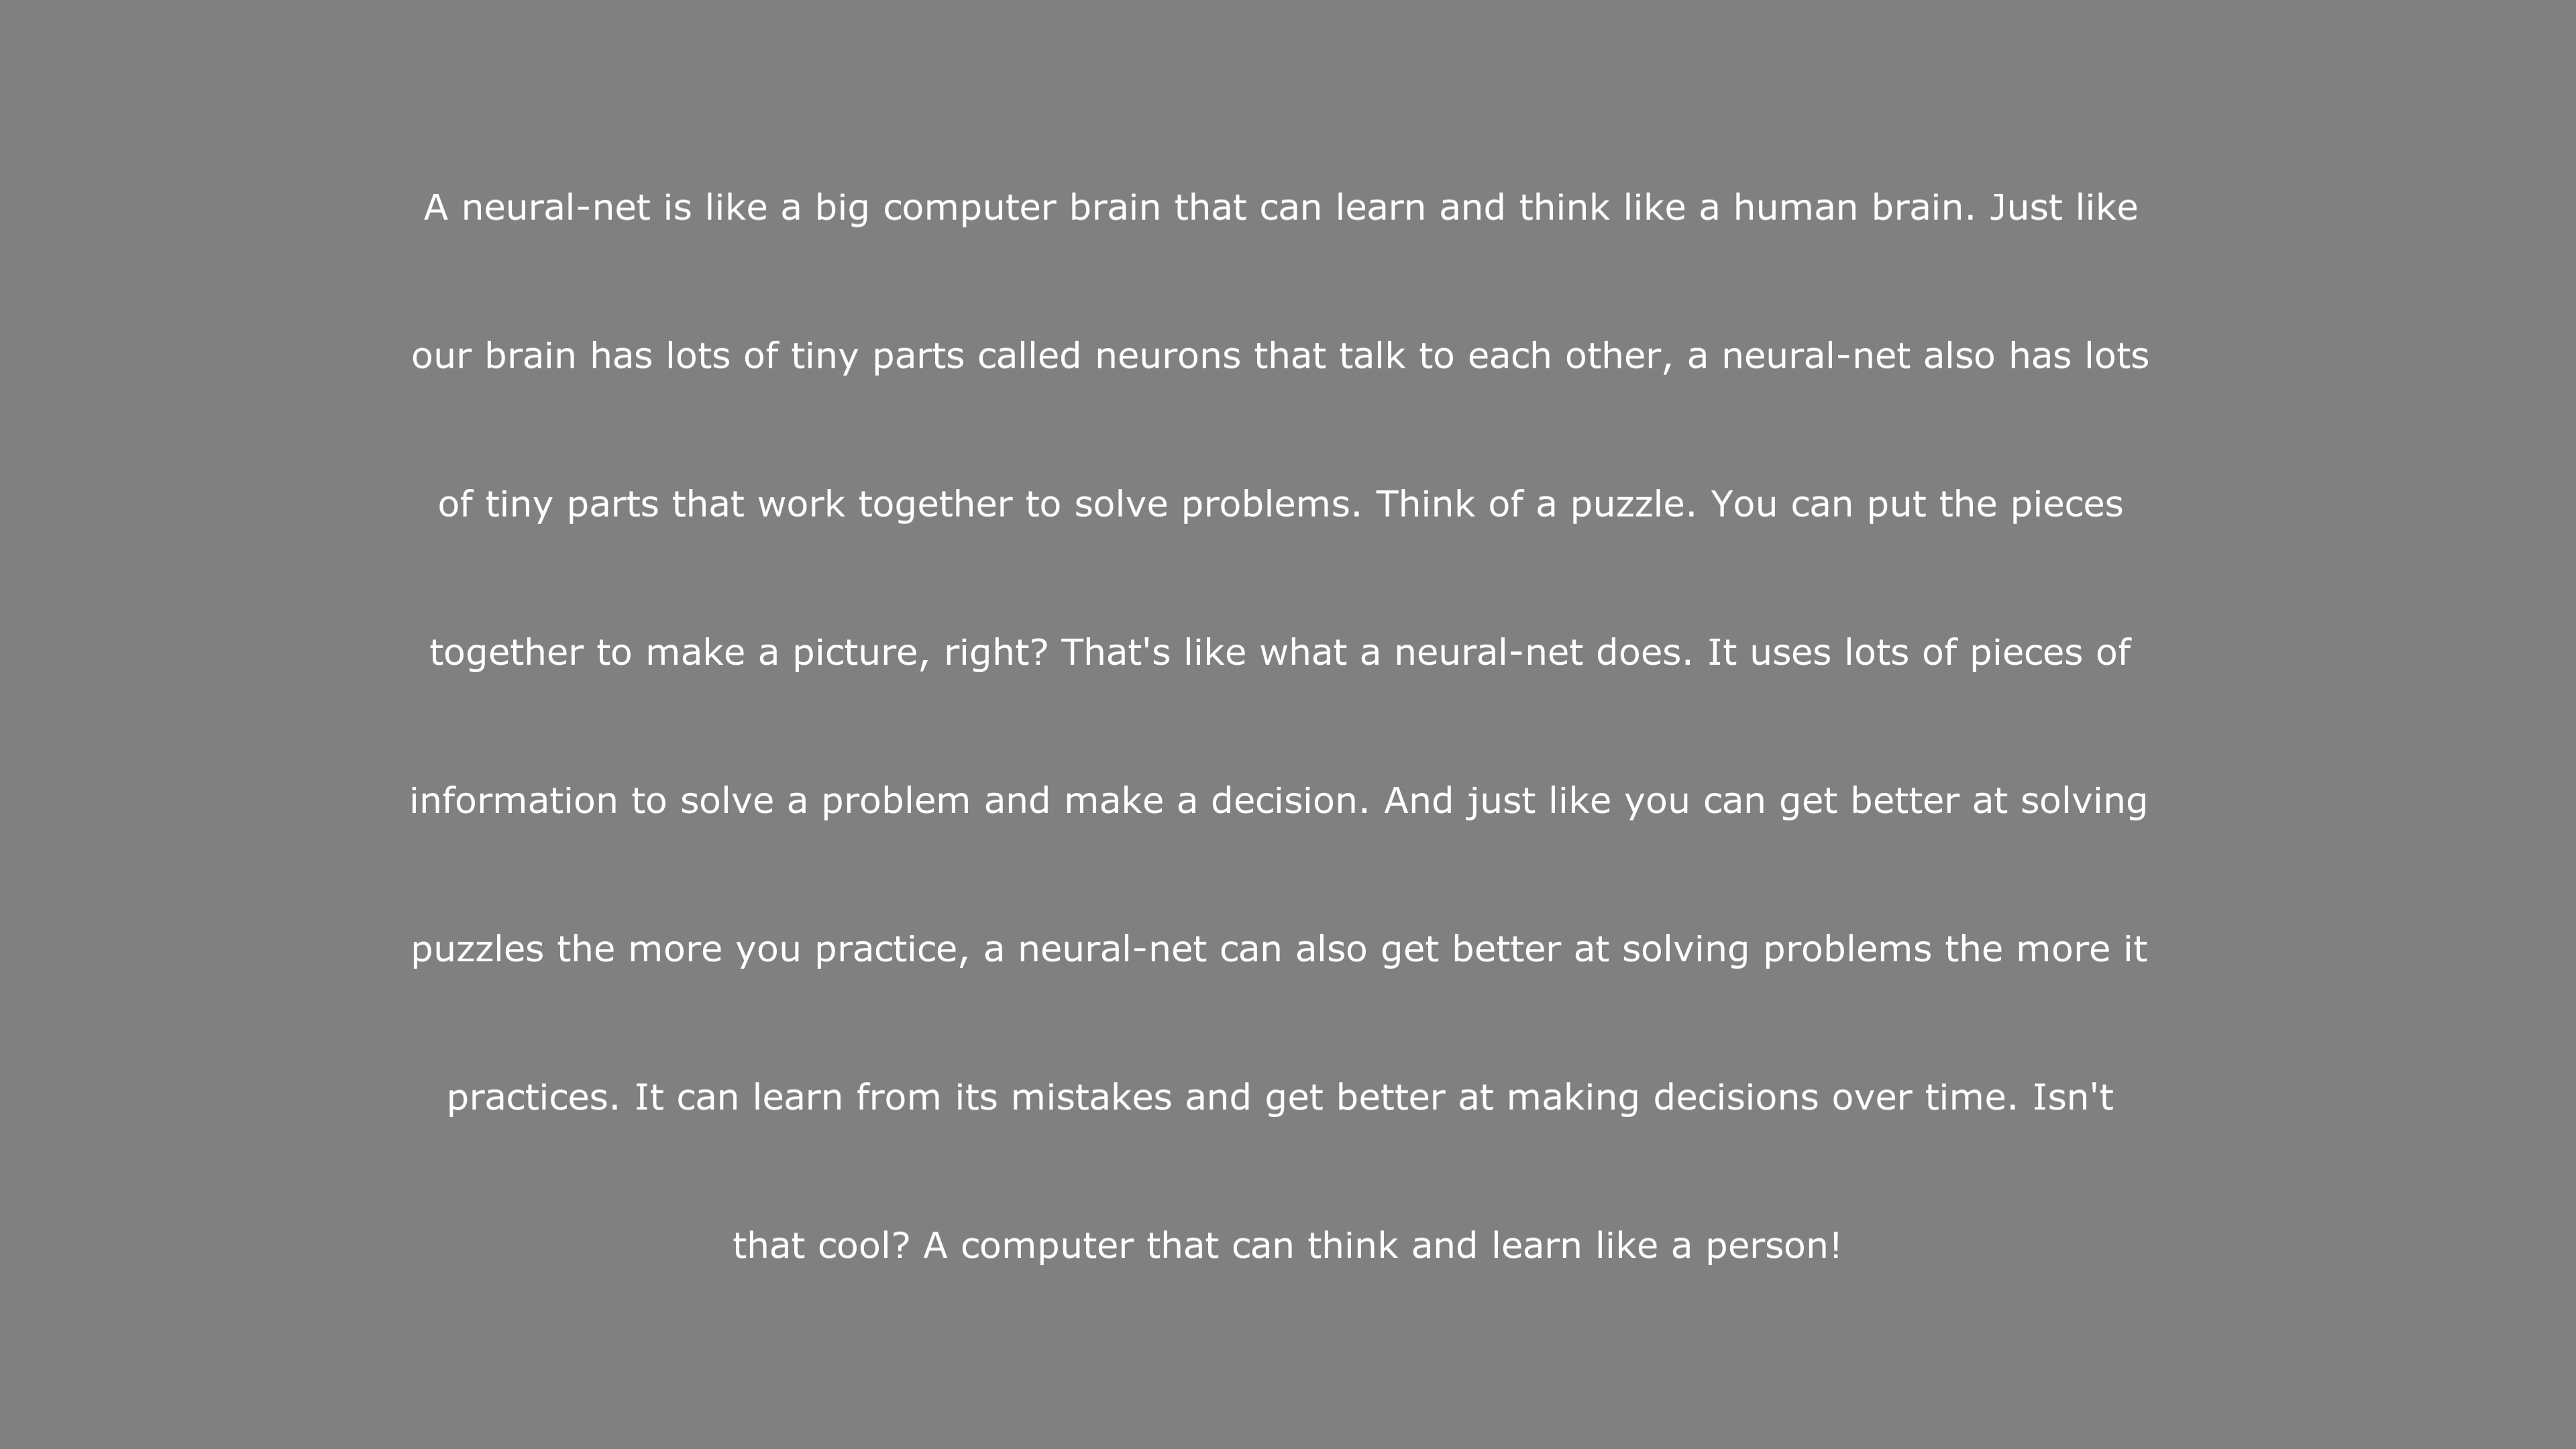 A neural-net is like a big computer brain that can learn and think like a human brain. Just like
our brain has lots of tiny parts called neurons that talk to each other, a neural-net also has lots
of tiny parts that work together to solve problems. Think of a puzzle. You can put the pieces
together to make a picture, right? That's like what a neural-net does. It uses lots of pieces of
information to solve a problem and make a decision. And just like you can get better at solving
puzzles the more you practice, a neural-net can also get better at solving problems the more it
practices. It can learn from its mistakes and get better at making decisions over time. Isn't
that cool? A computer that can think and learn like a person!